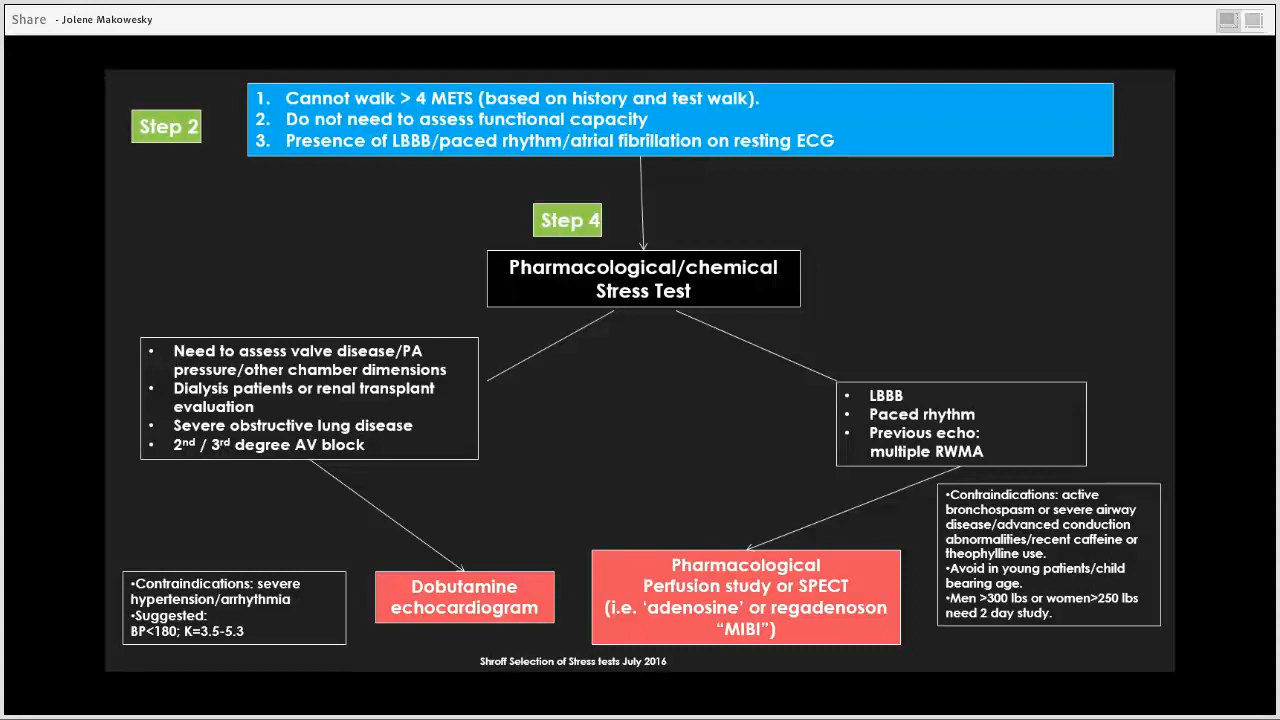 Share - Jolene Makowesky
Step 2
1. Cannot walk > 4 METS (based on history and test walk).
2. Do not need to assess functional capacity
3. Presence of LBBB/paced rhythm/atrial fibrillation on resting ECG
Step 4
Pharmacological/chemical
Stress Test
• Need to assess valve disease/PA
pressure/other chamber dimensions
• Dialysis patients or renal transplant
evaluation
• Severe obstructive lung disease
• 2nd / 3rd degree AV block
• LBBB
• Paced rhythm
• Previous echo:
multiple RWMA
•Contraindications: severe
hypertension/arrhythmia
•Suggested:
BP<180; K=3.5-5.3
Dobutamine
echocardiogram
Pharmacological
Perfusion study or SPECT
(i.e. ‘adenosine’ or regadenoson
“MIBI”)
•Contraindications: active
bronchospasm or severe airway
disease/advanced conduction
abnormalities/recent caffeine or
theophylline use.
•Avoid in young patients/child
bearing age.
•Men >300 lbs or women>250 lbs
need 2 day study.
Shroff Selection of Stress tests July 2016